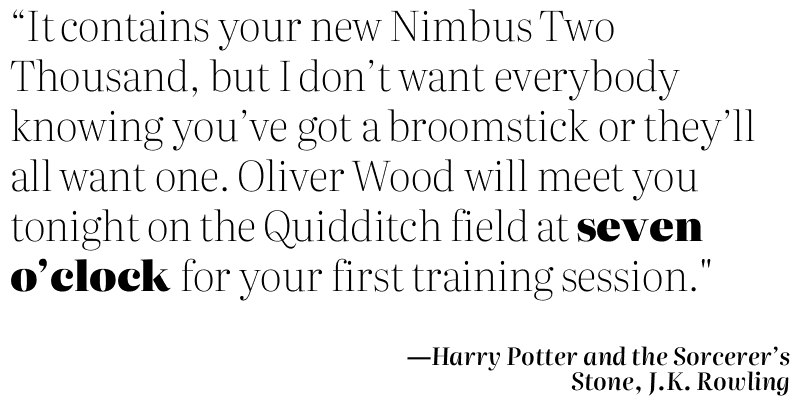 “It contains your new Nimbus Two
Thousand, but I don’t want everybody
knowing you’ve got a broomstick or they’ll
all want one. Oliver Wood will meet you
tonight on the Quidditch field at seven
o’clock for your first training session."
—Harry Potter and the Sorcerer’s
Stone, J.K. Rowling